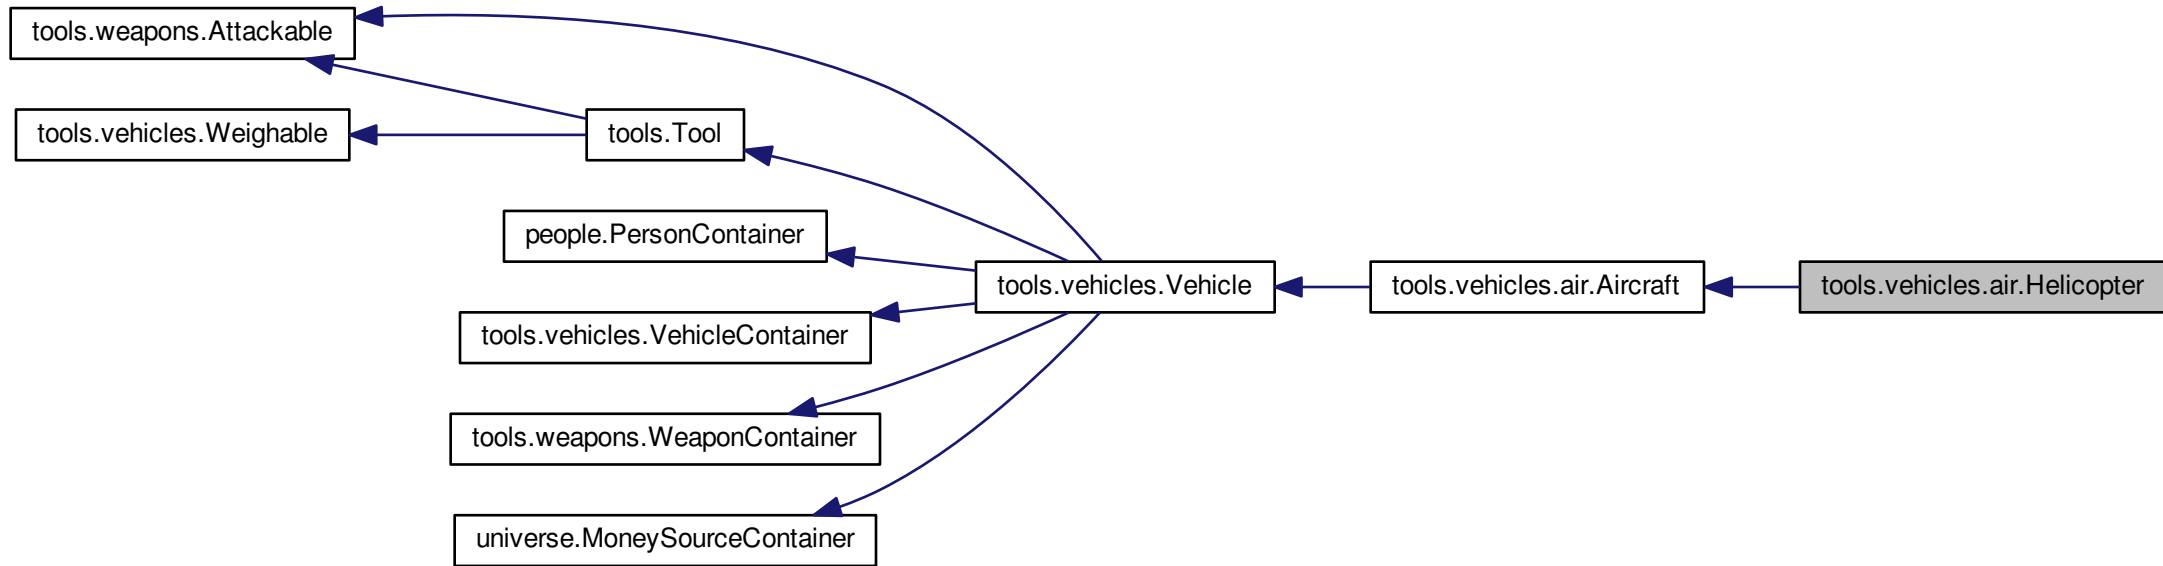 tools.weapons.Attackable
tools.vehicles.Weighable
tools.Tool
people.PersonContainer
tools.vehicles.Vehicle
tools.vehicles.air.Aircraft
tools.vehicles.air.Helicopter
tools.vehicles.VehicleContainer
tools.weapons.WeaponContainer
universe.MoneySourceContainer